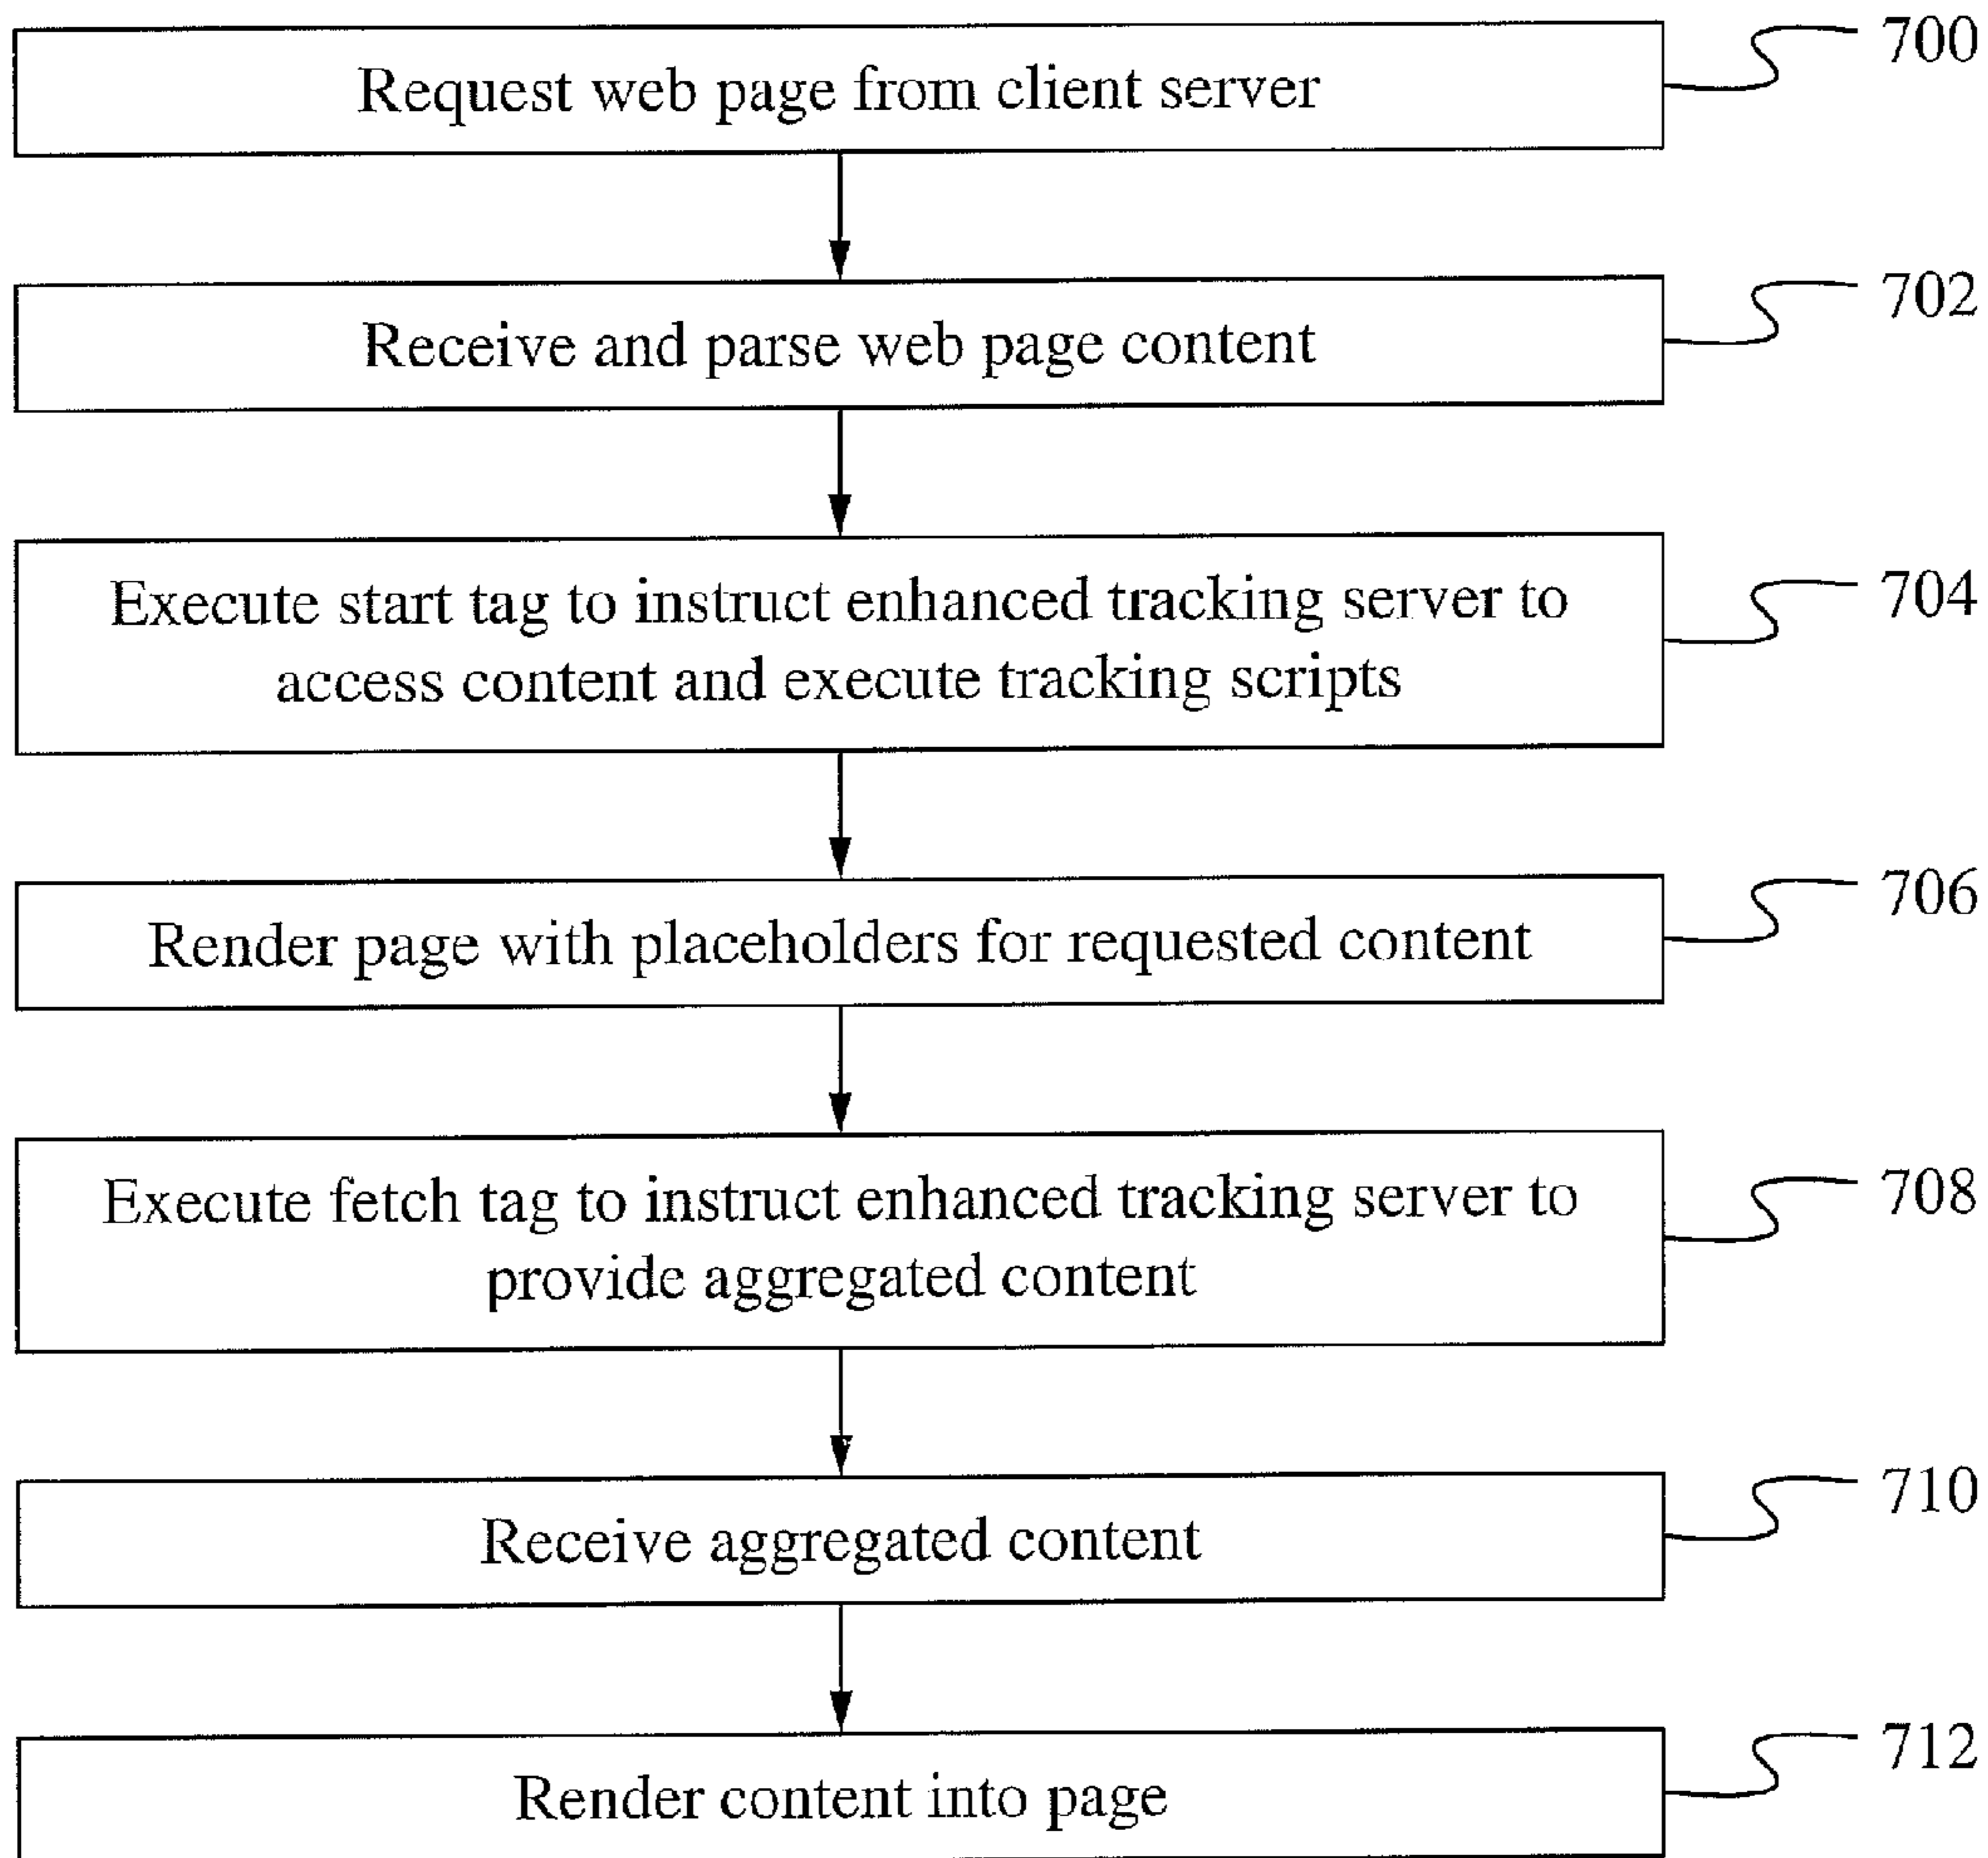 Request web page from client server
700
Receive and parse web page content
702
Execute start tag to instruct enhanced tracking server to
access content and execute tracking scripts
704
Render page with placeholders for requested content
706
Execute fetch tag to instruct enhanced tracking server to
provide aggregated content
708
Receive aggregated content
710
Render content into page
712